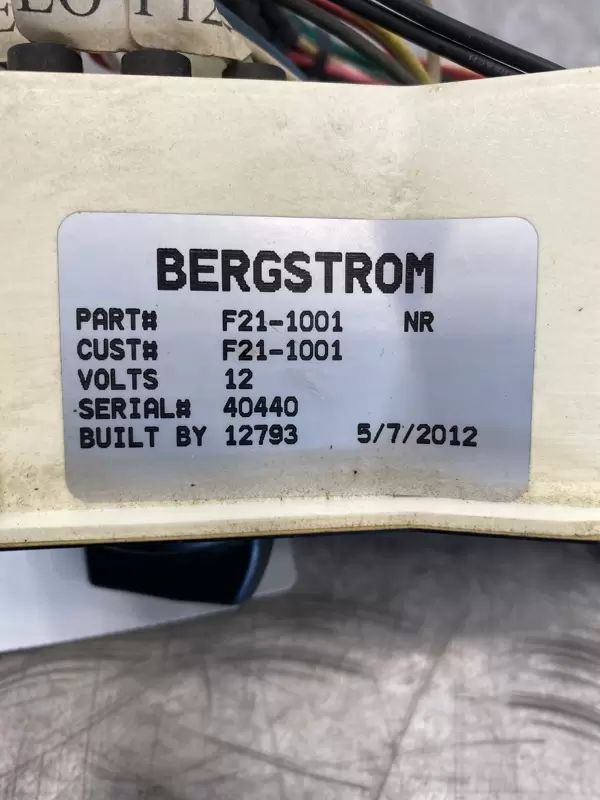 BERGSTROM
PART# F21-1001 NR
CUST# F21-1001
VOLTS 12
SERIAL# 40440
BUILT BY 12793 5/7/2012